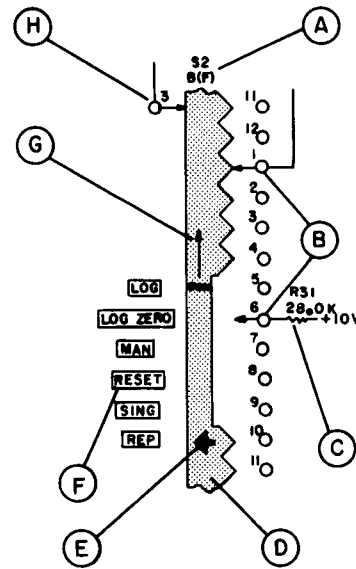 H
A
S2
B(F)
3
11
12
1
G
2
3
B
4
5
LOG
R31
6
28.0K
+10V
LOG ZERO
7
MAN
8
RESET
9
C
SING
10
REP
11
F
E
D